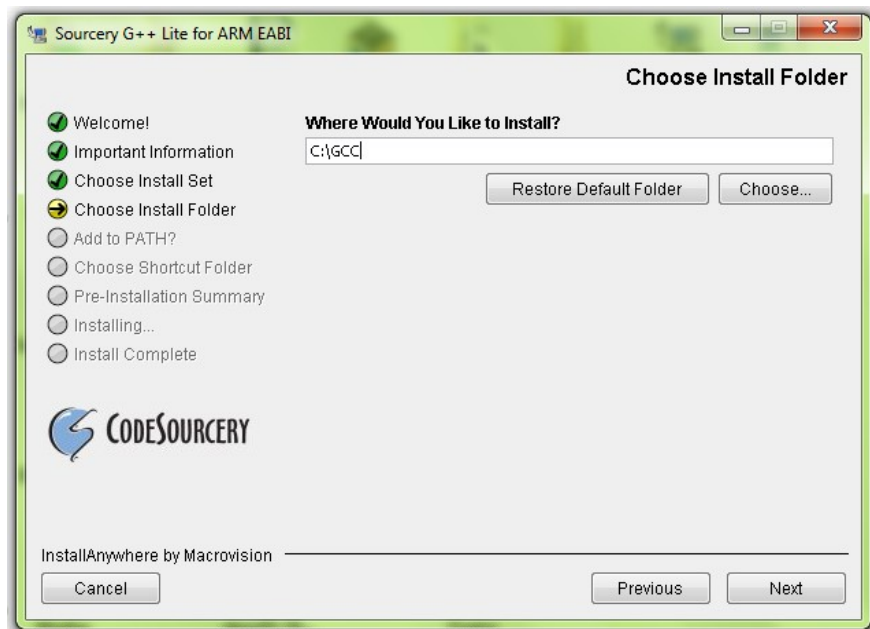 Sourcery G++ Lite for ARM EABI
Choose Install Folder
Welcome!
Important Information
Choose Install Set
Choose Install Folder
Add to PATH?
Choose Shortcut Folder
Pre-Installation Summary
Installing...
Install Complete
Where Would You Like to Install?
C:\GCC
Restore Default Folder
Choose...
CODESOURCERY
InstallAnywhere by Macrovision
Cancel
Previous
Next